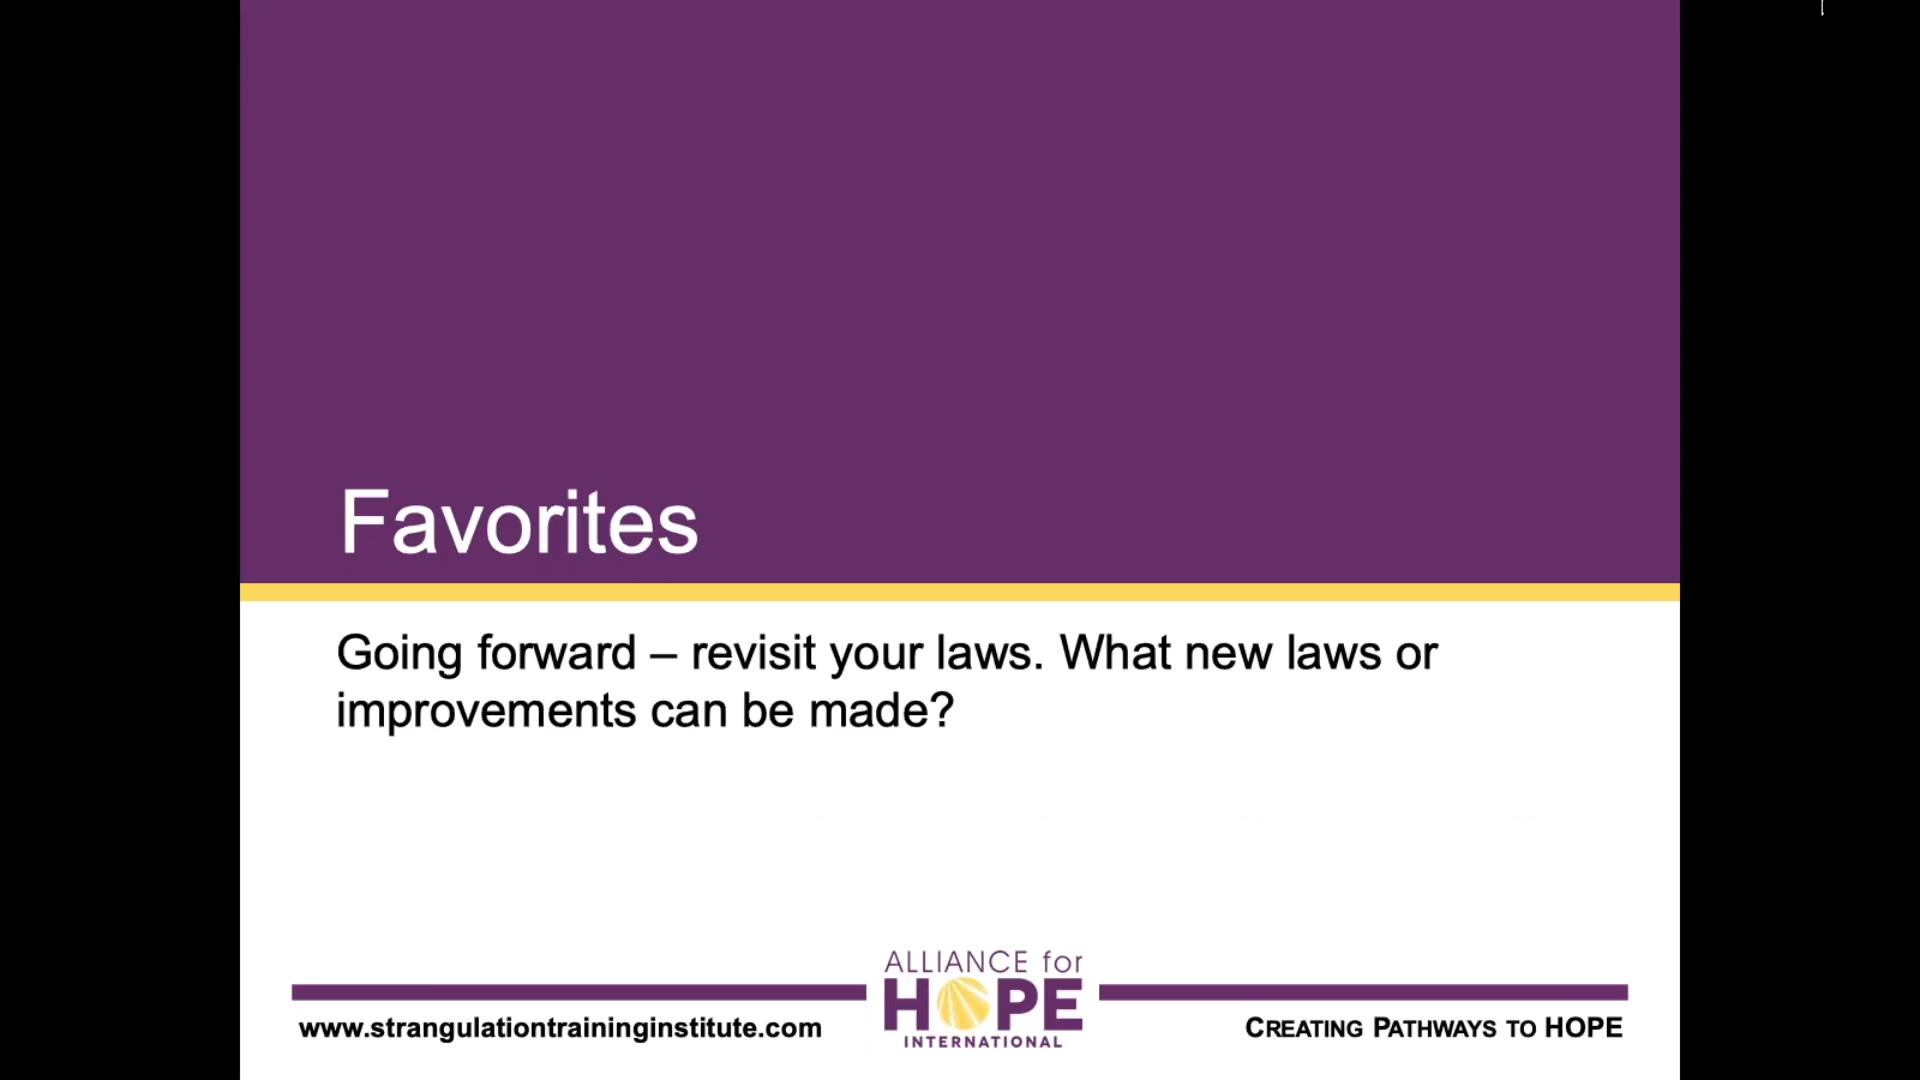 Favorites
Going forward – revisit your laws. What new laws or
improvements can be made?
ALLIANCE for
HOPE
INTERNATIONAL
www.strangulationtraininginstitute.com
CREATING PATHWAYS TO HOPE